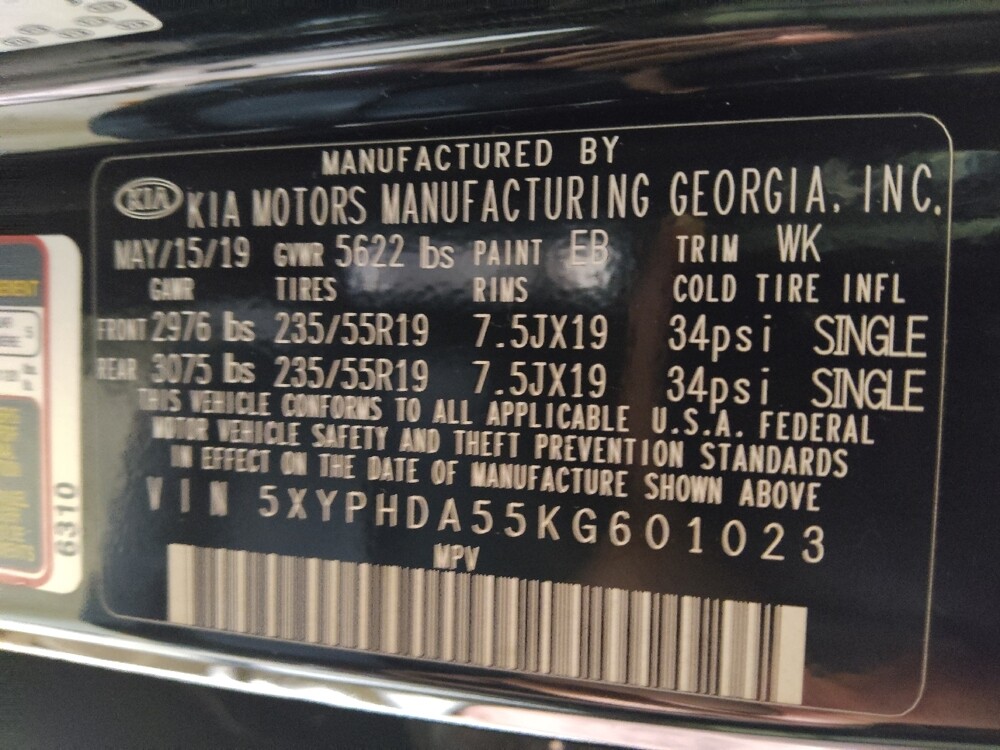 MANUFACTURED BY
KIA KIA MOTORS MANUFACTURING GEORGIA, INC.
MAY/15/19 GVWR 5622 lbs PAINT EB TRIM WK
GAWR TIRES RIMS COLD TIRE INFL
FRONT 2976 lbs 235/55R19 7.5JX19 34psi SINGLE
REAR 3075 lbs 235/55R19 7.5JX19 34psi SINGLE
THIS VEHICLE CONFORMS TO ALL APPLICABLE U.S.A. FEDERAL
MOTOR VEHICLE SAFETY AND THEFT PREVENTION STANDARDS
IN EFFECT ON THE DATE OF MANUFACTURE SHOWN ABOVE
VIN 5XYPHDA55KG601023
MPV
6310